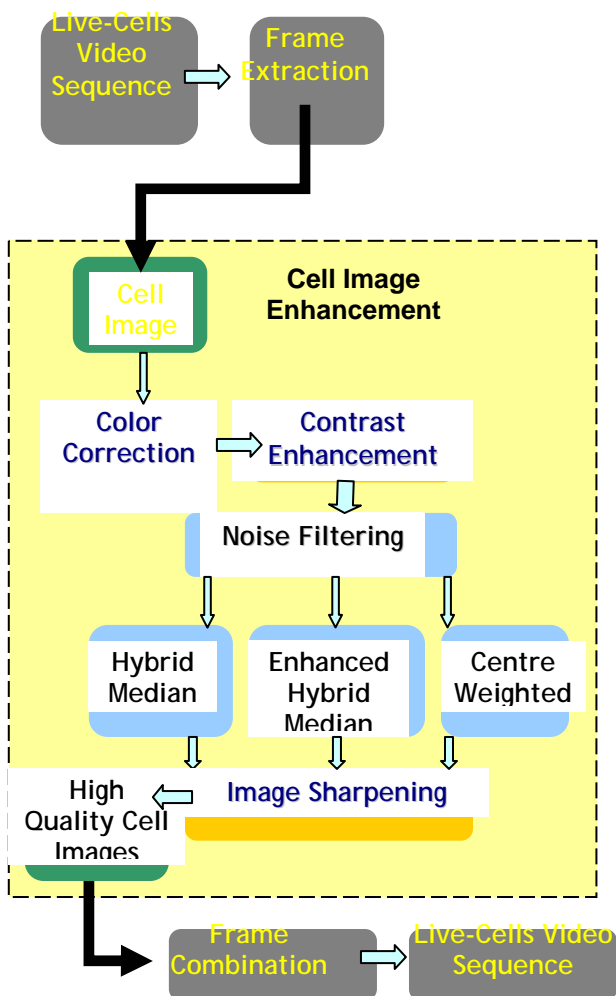 Live-Cells
Video
Sequence
Frame
Extraction
Cell Image
Enhancement
Cell
Image
Color
Correction
Contrast
Enhancement
Noise Filtering
Hybrid
Median
Enhanced
Hybrid
Median
Centre
Weighted
Image Sharpening
High
Quality Cell
Images
Frame
Combination
Live-Cells Video
Sequence